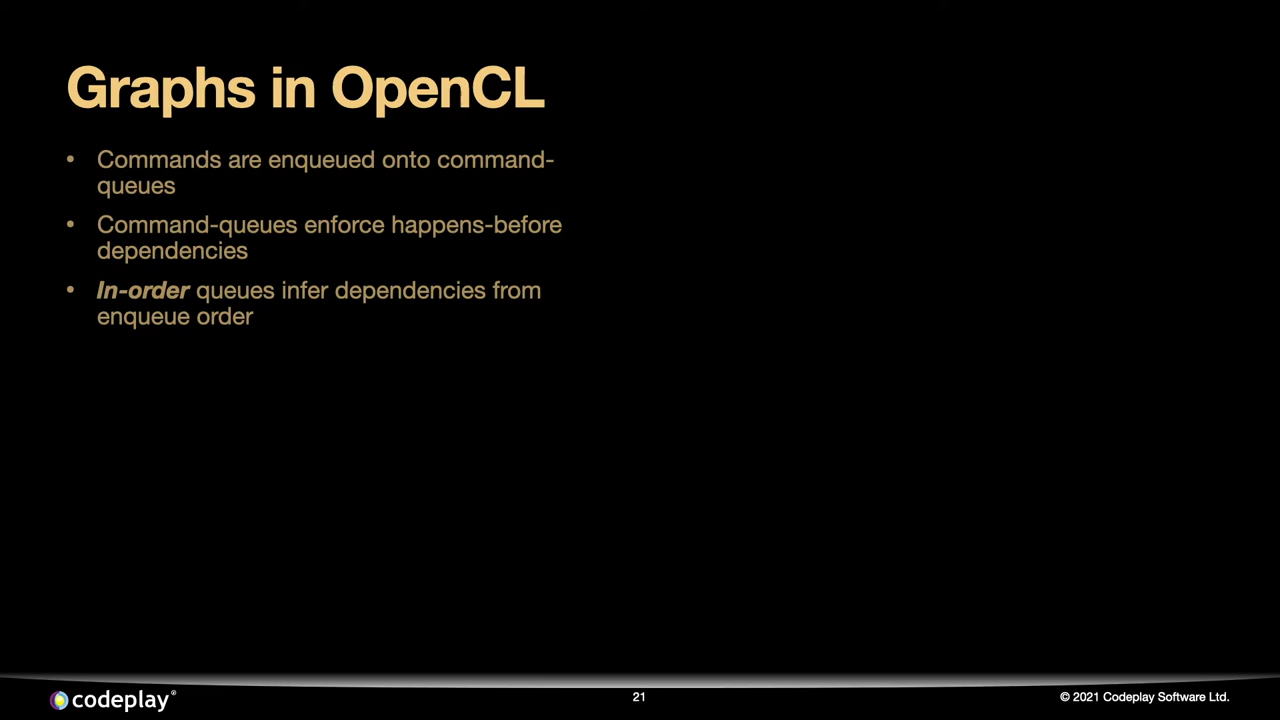 Graphs in OpenCL
• Commands are enqueued onto command-
queues
• Command-queues enforce happens-before
dependencies
• In-order queues infer dependencies from
enqueue order
codeplay®
21
© 2021 Codeplay Software Ltd.